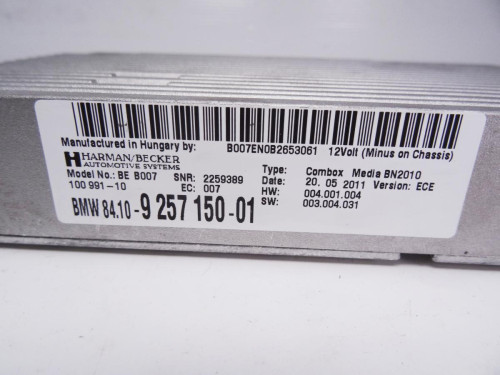 Manufactured in Hungary by: B007EN0B2653061 12Volt (Minus on Chassis)
HARMAN/BECKER
AUTOMOTIVE SYSTEMS
Type: Combox Media BN2010
Model No.: BE B007 SNR: 2259389 Date: 20. 05 2011 Version: ECE
100 991-10 EC: 007 HW: 004.001.004
SW: 003.004.031
BMW 84.10-9 257 150-01